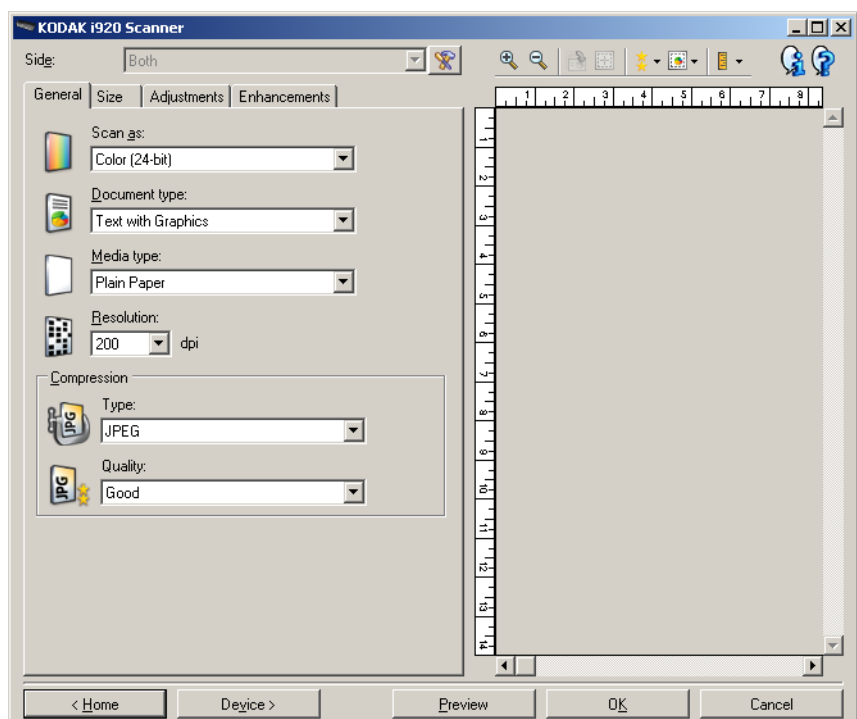 KODAK i920 Scanner
Side: Both
General Size Adjustments Enhancements
Scan as:
Color (24-bit)
Document type:
Text with Graphics
Media type:
Plain Paper
Resolution:
200 dpi
Compression
Type:
JPG JPEG
Quality:
JPG Good
1 2 3 4 5 6 7 8
1
2
3
4
5
6
7
8
9
10
11
12
13
14
< Home Device > Preview OK Cancel